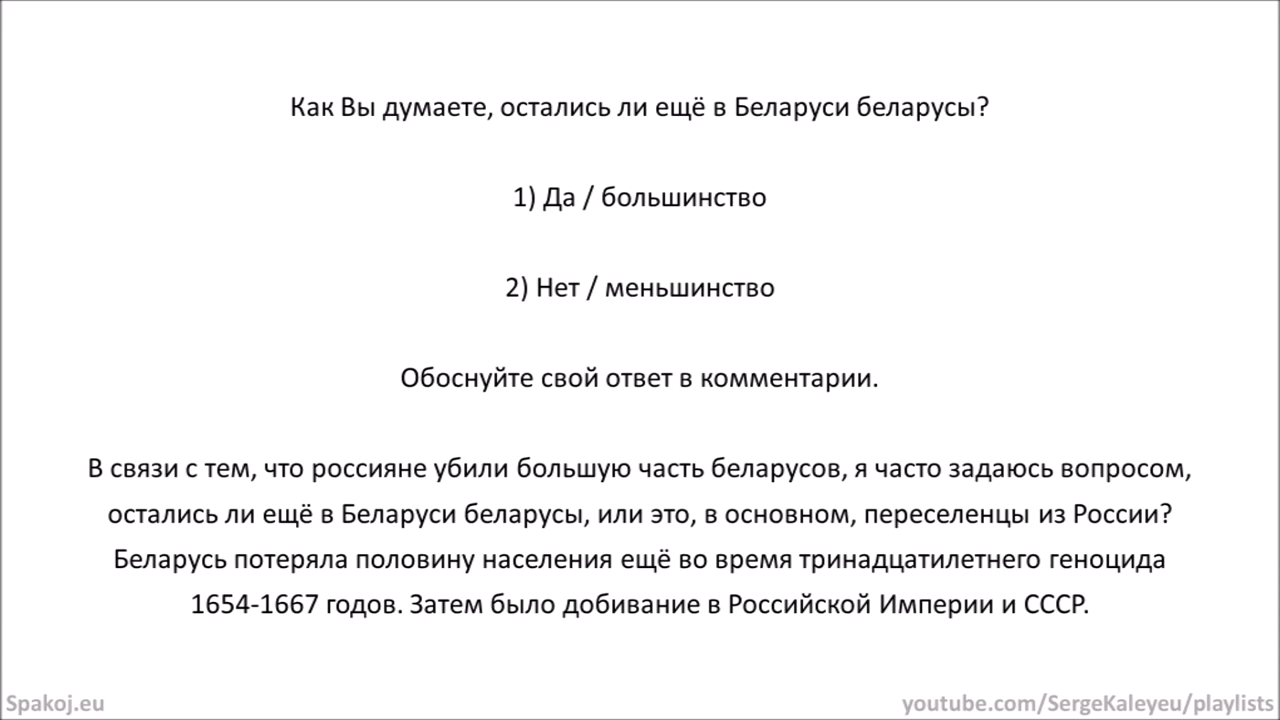 Как Вы думаете, остались ли ещё в Беларуси беларусы?
1) Да / большинство
2) Нет / меньшинство
Обоснуйте свой ответ в комментарии.
В связи с тем, что россияне убили большую часть беларусов, я часто задаюсь вопросом,
остались ли ещё в Беларуси беларусы, или это, в основном, переселенцы из России?
Беларусь потеряла половину населения ещё во время тринадцатилетнего геноцида
1654-1667 годов. Затем было добивание в Российской Империи и СССР.
Spakoj.eu
youtube.com/SergeKaleyeu/playlists